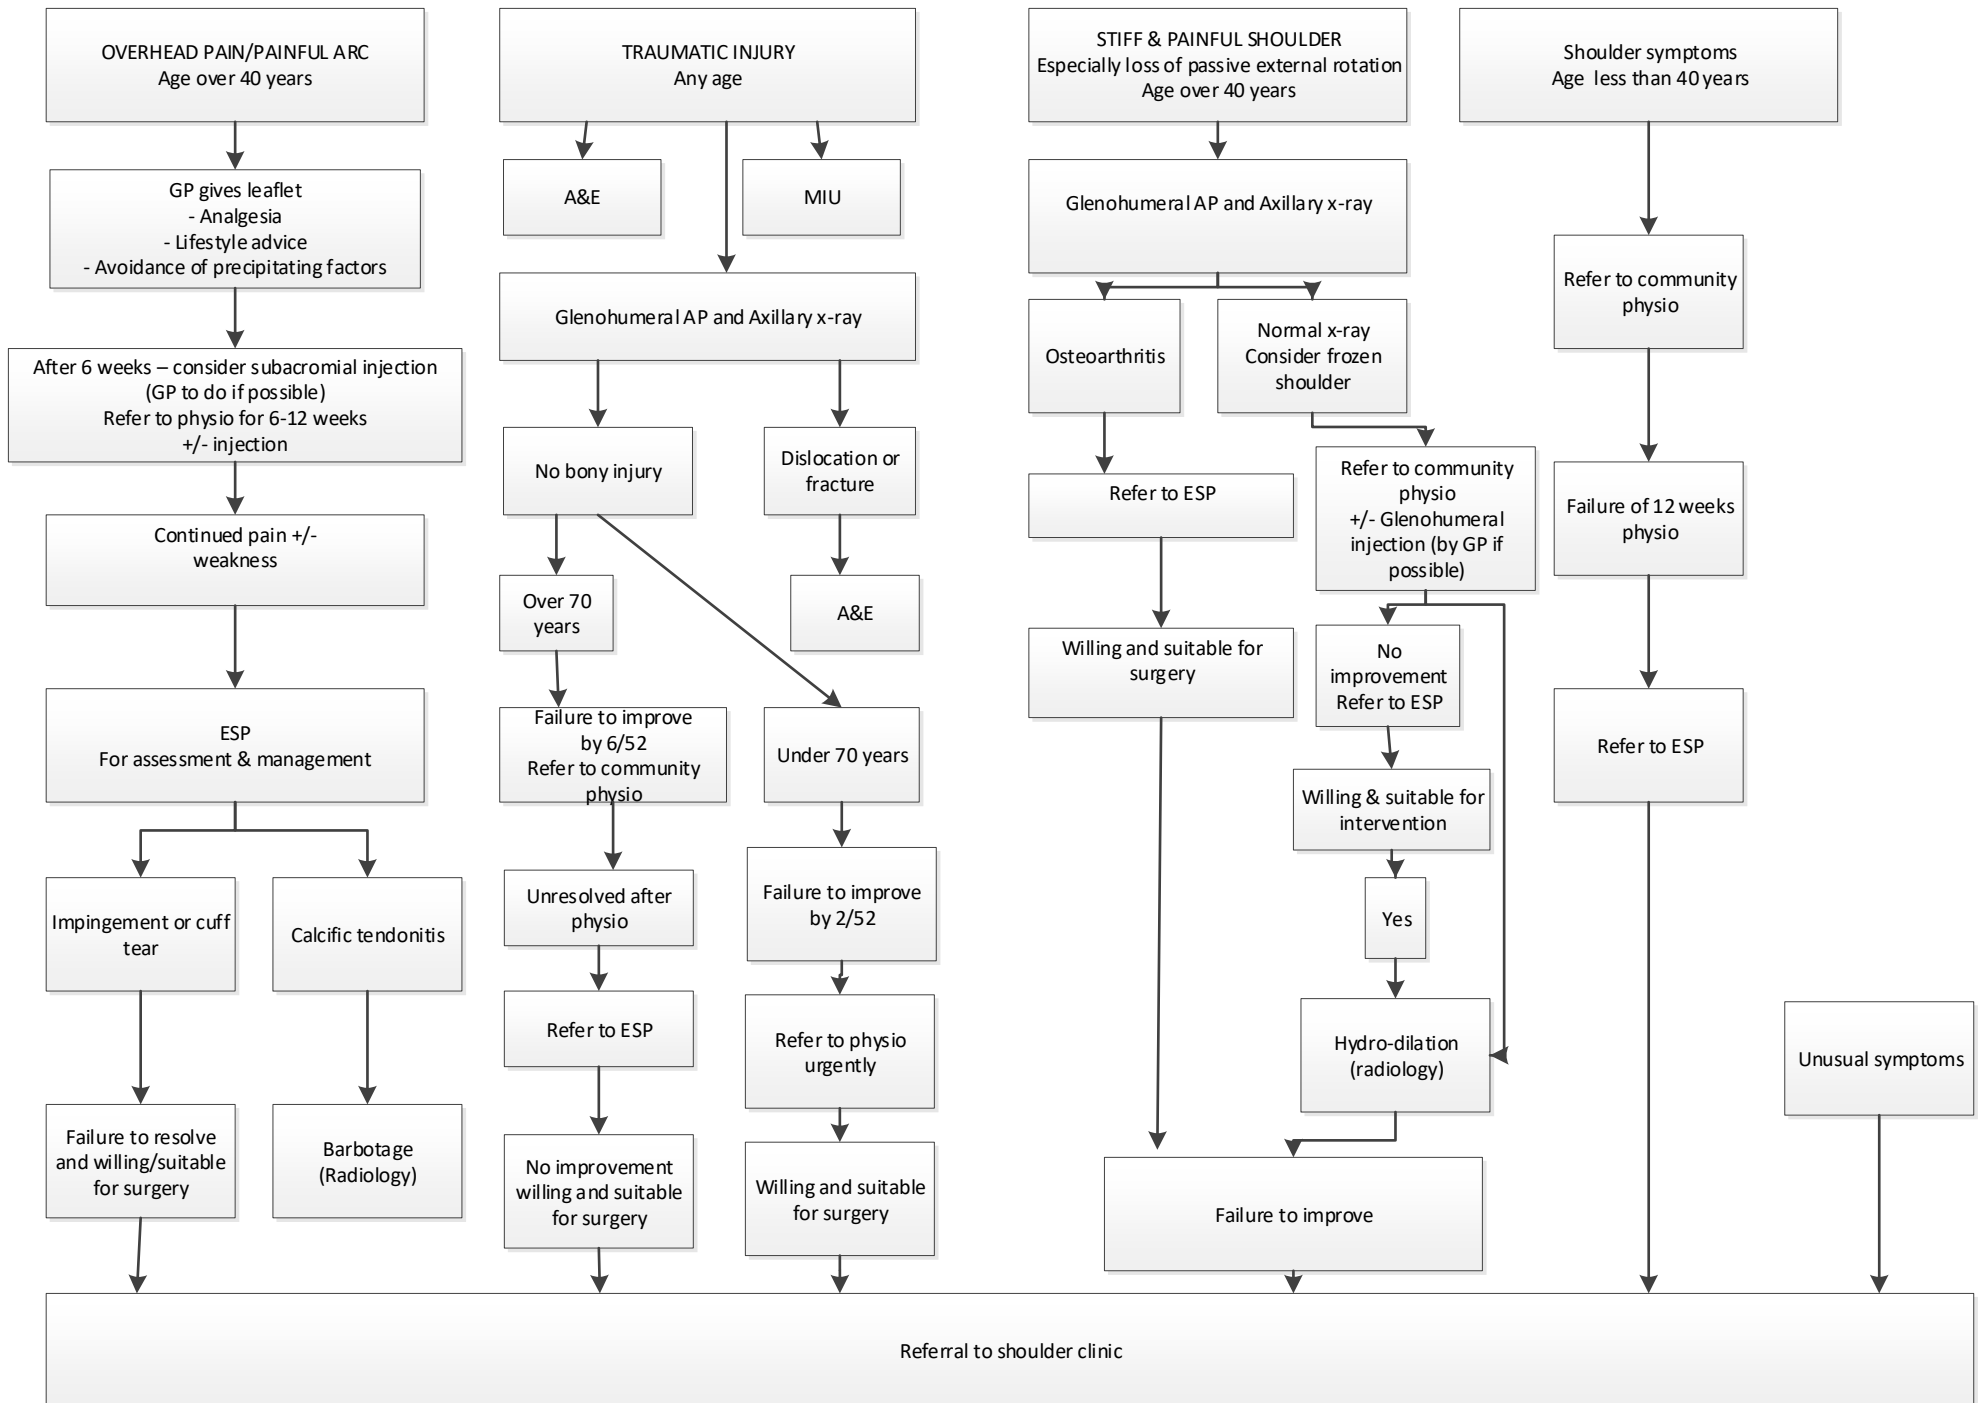 OVERHEAD PAIN/PAINFUL ARC
Age over 40 years
GP gives leaflet
- Analgesia
- Lifestyle advice
- Avoidance of precipitating factors
After 6 weeks – consider subacromial injection
(GP to do if possible)
Refer to physio for 6-12 weeks
+/- injection
Continued pain +/-
weakness
ESP
For assessment & management
Impingement or cuff
tear
Calcific tendonitis
Failure to resolve
and willing/suitable
for surgery
Barbotage
(Radiology)
TRAUMATIC INJURY
Any age
A&E
MIU
Glenohumeral AP and Axillary x-ray
No bony injury
Dislocation or
fracture
Over 70
years
A&E
Failure to improve
by 6/52
Refer to community
physio
Under 70 years
Unresolved after
physio
Failure to improve
by 2/52
Refer to ESP
Refer to physio
urgently
No improvement
willing and suitable
for surgery
Willing and suitable
for surgery
STIFF & PAINFUL SHOULDER
Especially loss of passive external rotation
Age over 40 years
Glenohumeral AP and Axillary x-ray
Osteoarthritis
Normal x-ray
Consider frozen
shoulder
Refer to ESP
Refer to community
physio
+/- Glenohumeral
injection (by GP if
possible)
Willing and suitable for
surgery
No
improvement
Refer to ESP
Willing & suitable for
intervention
Yes
Hydro-dilation
(radiology)
Failure to improve
Shoulder symptoms
Age less than 40 years
Refer to community
physio
Failure of 12 weeks
physio
Refer to ESP
Unusual symptoms
Referral to shoulder clinic